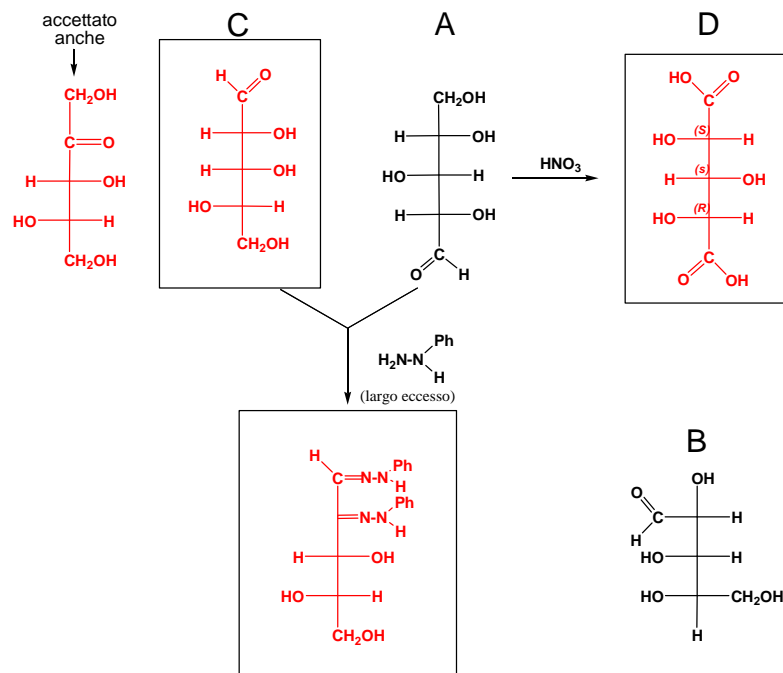 accettato
anche
C
A
D
CH2OH
C
O
H
OH
HO
H
CH2OH
H
O
C
H
OH
H
OH
HO
H
CH2OH
CH2OH
H
OH
HO
H
H
OH
C
O
H
HNO3
HO
O
C
(S)
HO
H
(s)
H
OH
(R)
HO
H
C
O
OH
Ph
H2N-N
H
(largo eccesso)
H
C=N-N
Ph
H
=N-N
Ph
H
H
OH
HO
H
CH2OH
B
OH
O
C
H
H
HO
H
HO
CH2OH
H